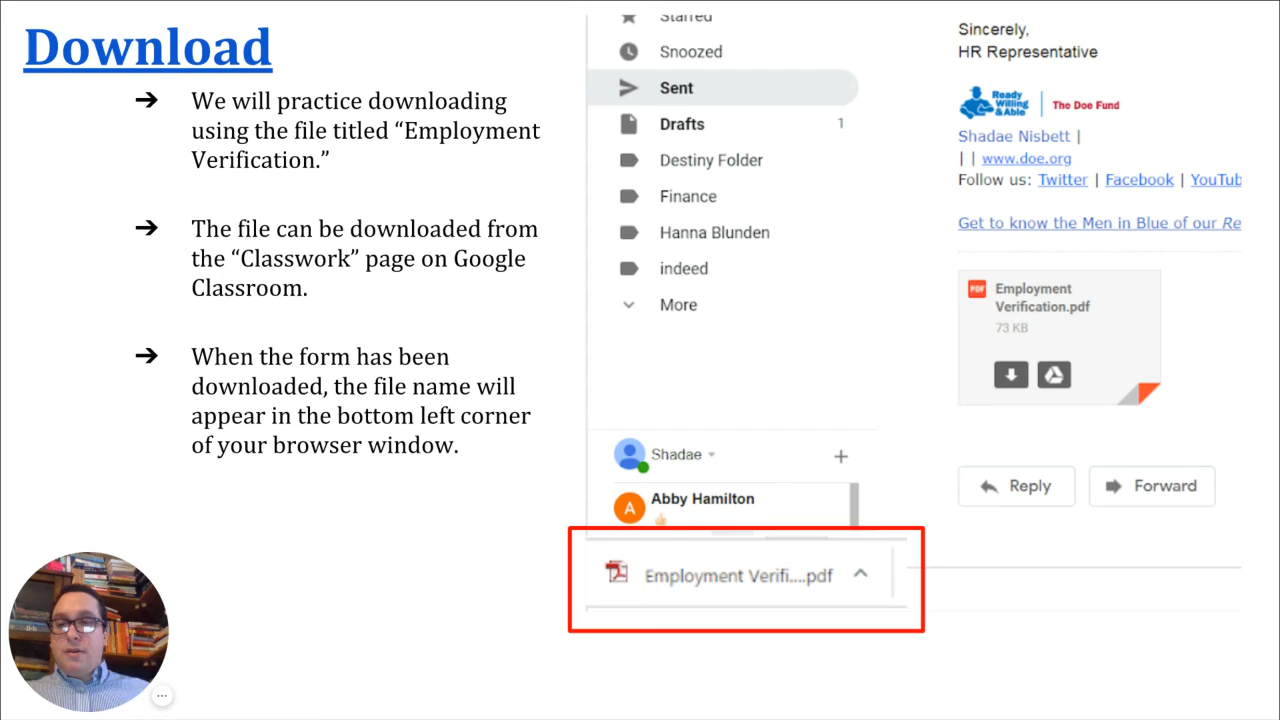 Download
➔ We will practice downloading
using the file titled “Employment
Verification.”
➔ The file can be downloaded from
the “Classwork” page on Google
Classroom.
➔ When the form has been
downloaded, the file name will
appear in the bottom left corner
of your browser window.
Starred
Snoozed
Sent
Drafts 1
Destiny Folder
Finance
Hanna Blunden
indeed
More
Shadae
Abby Hamilton
A
Employment Verifi....pdf
Sincerely,
HR Representative
Ready
Willing
& Able
The Doe Fund
Shadae Nisbett |
| | www.doe.org
Follow us: Twitter | Facebook | YouTub
Get to know the Men in Blue of our Re
PDF
Employment
Verification.pdf
73 KB
Reply
Forward